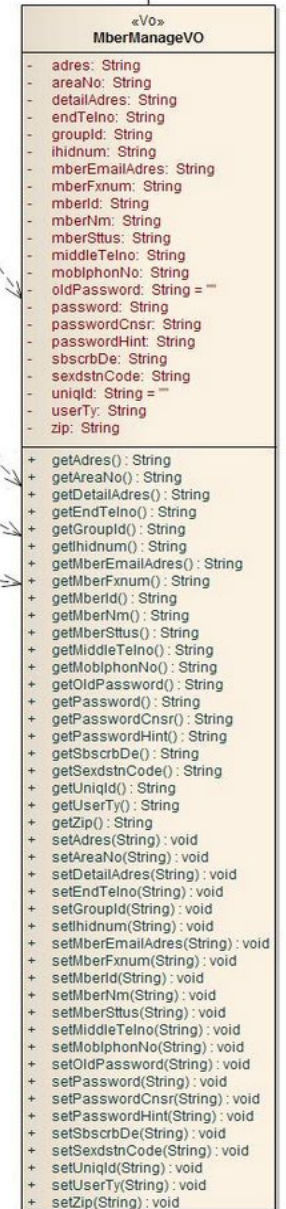 «Vo»
MberManageVO
- adres: String
- areaNo: String
- detailAdres: String
- endTelno: String
- groupId: String
- ihidnum: String
- mberEmailAdres: String
- mberFxnum: String
- mberId: String
- mberNm: String
- mberSttus: String
- middleTelno: String
- moblphonNo: String
- oldPassword: String = ""
- password: String
- passwordCnsr: String
- passwordHint: String
- sbscrbDe: String
- sexdstnCode: String
- uniqId: String = ""
- userTy: String
- zip: String
+ getAdres() : String
+ getAreaNo() : String
+ getDetailAdres() : String
+ getEndTelno() : String
+ getGroupId() : String
+ getIhidnum() : String
+ getMberEmailAdres() : String
+ getMberFxnum() : String
+ getMberId() : String
+ getMberNm() : String
+ getMberSttus() : String
+ getMiddleTelno() : String
+ getMoblphonNo() : String
+ getOldPassword() : String
+ getPassword() : String
+ getPasswordCnsr() : String
+ getPasswordHint() : String
+ getSbscrbDe() : String
+ getSexdstnCode() : String
+ getUniqId() : String
+ getUserTy() : String
+ getZip() : String
+ setAdres(String) : void
+ setAreaNo(String) : void
+ setDetailAdres(String) : void
+ setEndTelno(String) : void
+ setGroupId(String) : void
+ setIhidnum(String) : void
+ setMberEmailAdres(String) : void
+ setMberFxnum(String) : void
+ setMberId(String) : void
+ setMberNm(String) : void
+ setMberSttus(String) : void
+ setMiddleTelno(String) : void
+ setMoblphonNo(String) : void
+ setOldPassword(String) : void
+ setPassword(String) : void
+ setPasswordCnsr(String) : void
+ setPasswordHint(String) : void
+ setSbscrbDe(String) : void
+ setSexdstnCode(String) : void
+ setUniqId(String) : void
+ setUserTy(String) : void
+ setZip(String) : void